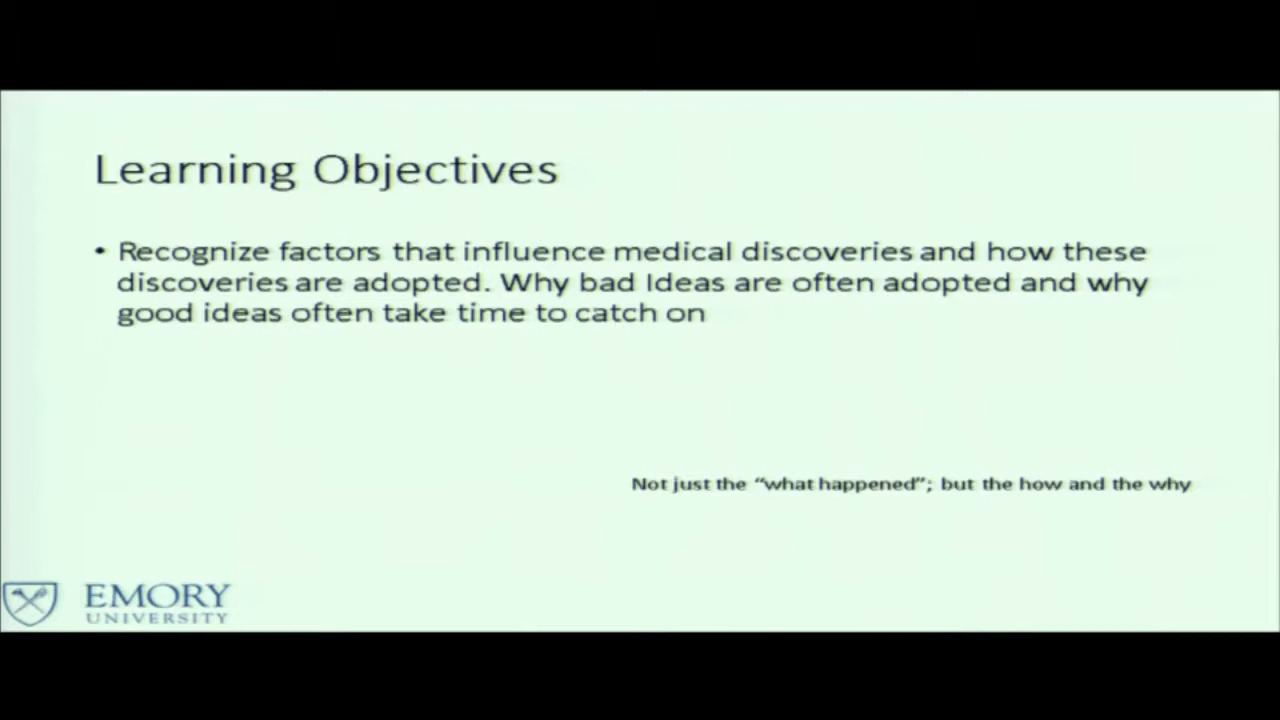 Learning Objectives
• Recognize factors that influence medical discoveries and how these
discoveries are adopted. Why bad Ideas are often adopted and why
good ideas often take time to catch on
Not just the “what happened”; but the how and the why
EMORY
UNIVERSITY